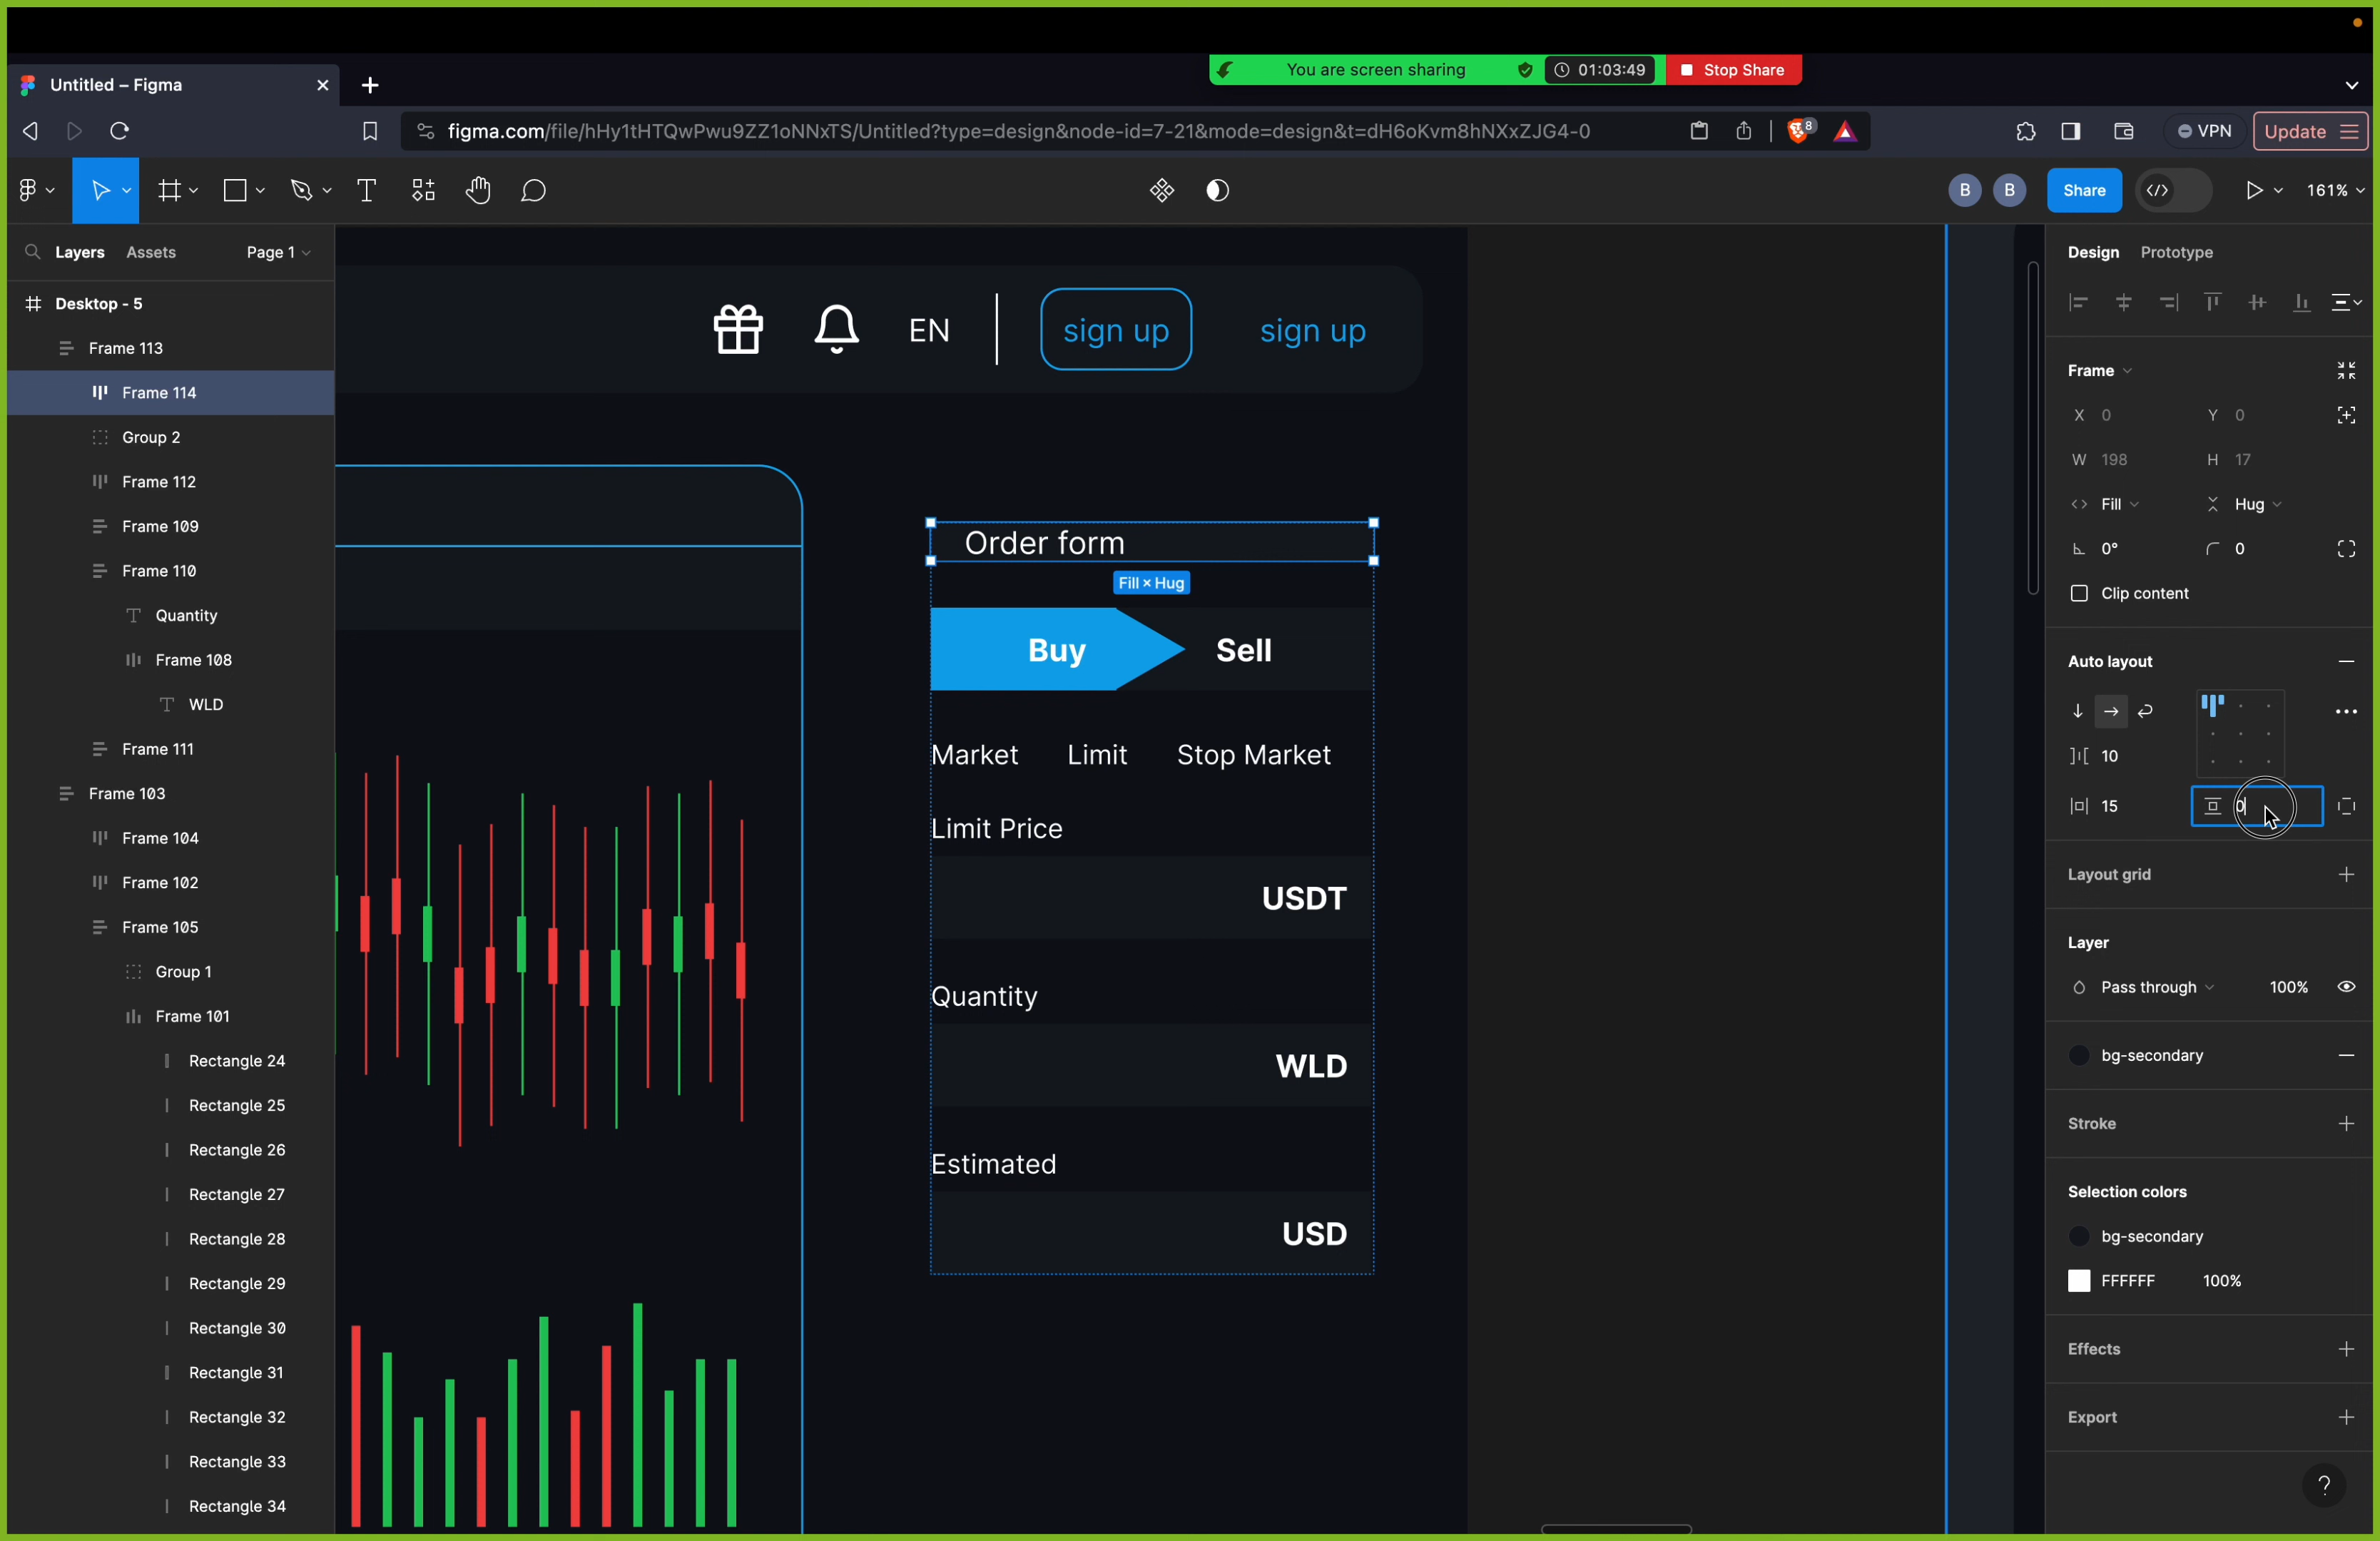 You are screen sharing 01:03:49 Stop Share
Untitled – Figma
figma.com/file/hHy1tHTQwPwu9ZZ1oNNxTS/Untitled?type=design&node-id=7-21&mode=design&t=dH6oKvm8hNXxZJG4-0
8
VPN
Update
B B Share 161%
Layers Assets Page 1
Desktop - 5
Frame 113
Frame 114
Group 2
Frame 112
Frame 109
Frame 110
Quantity
Frame 108
WLD
Frame 111
Frame 103
Frame 104
Frame 102
Frame 105
Group 1
Frame 101
Rectangle 24
Rectangle 25
Rectangle 26
Rectangle 27
Rectangle 28
Rectangle 29
Rectangle 30
Rectangle 31
Rectangle 32
Rectangle 33
Rectangle 34
EN sign up sign up
Order form
Fill × Hug
Buy Sell
Market Limit Stop Market
Limit Price
USDT
Quantity
WLD
Estimated
USD
Design Prototype
Frame
X 0 Y 0
W 198 H 17
Fill Hug
0° 0
Clip content
Auto layout
10
15 0
Layout grid
Layer
Pass through 100%
bg-secondary
Stroke
Selection colors
bg-secondary
FFFFFF 100%
Effects
Export
?